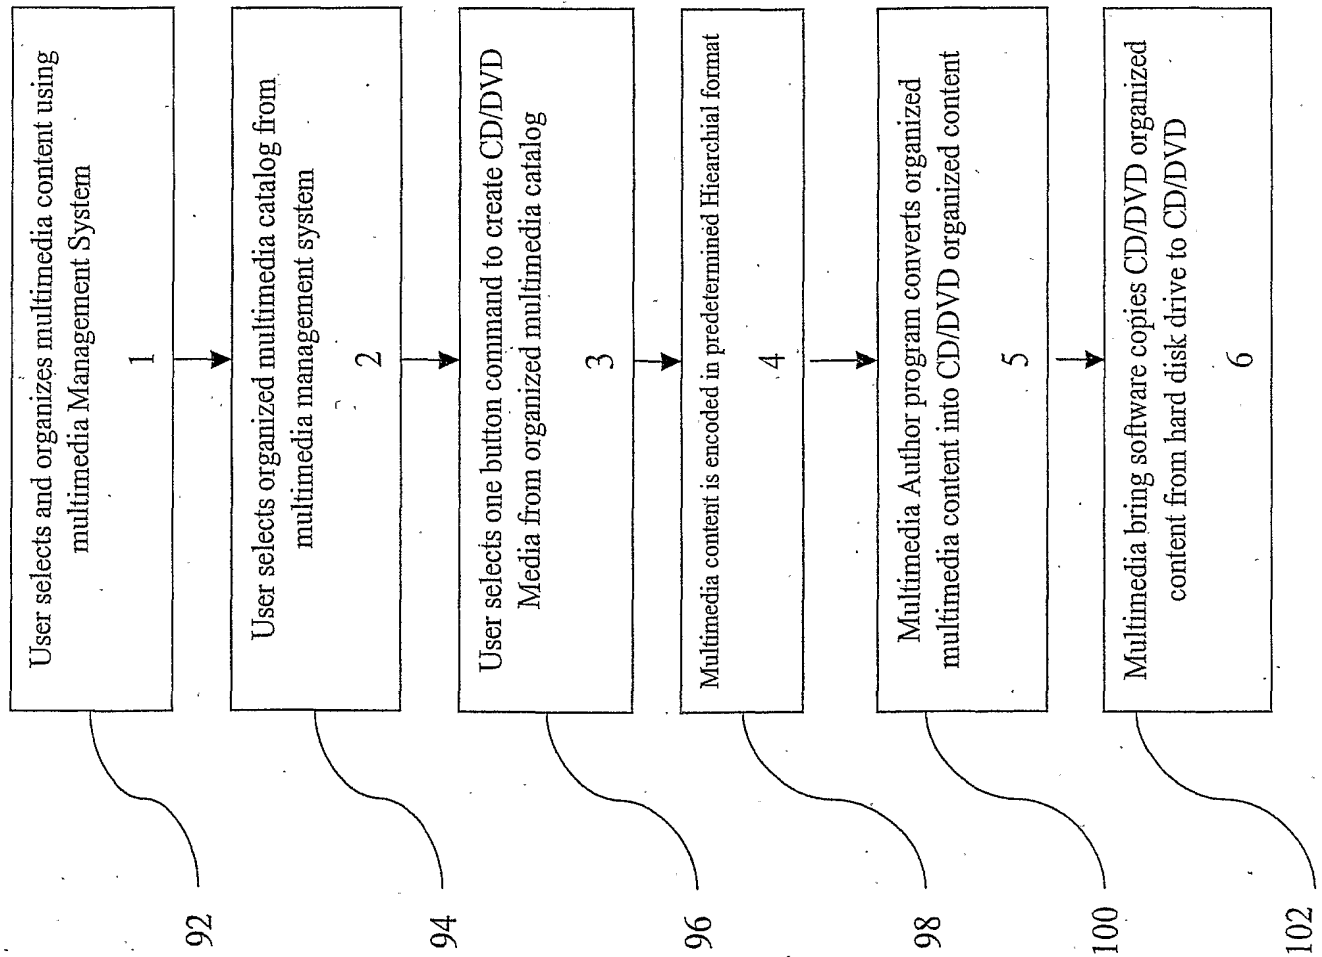 User selects and organizes multimedia content using
multimedia Management System
1
92
User selects organized multimedia catalog from
multimedia management system
2
94
User selects one button command to create CD/DVD
Media from organized multimedia catalog
3
96
Multimedia content is encoded in predetermined Hiearchial format
4
98
Multimedia Author program converts organized
multimedia content into CD/DVD organized content
5
100
Multimedia bring software copies CD/DVD organized
content from hard disk drive to CD/DVD
6
102